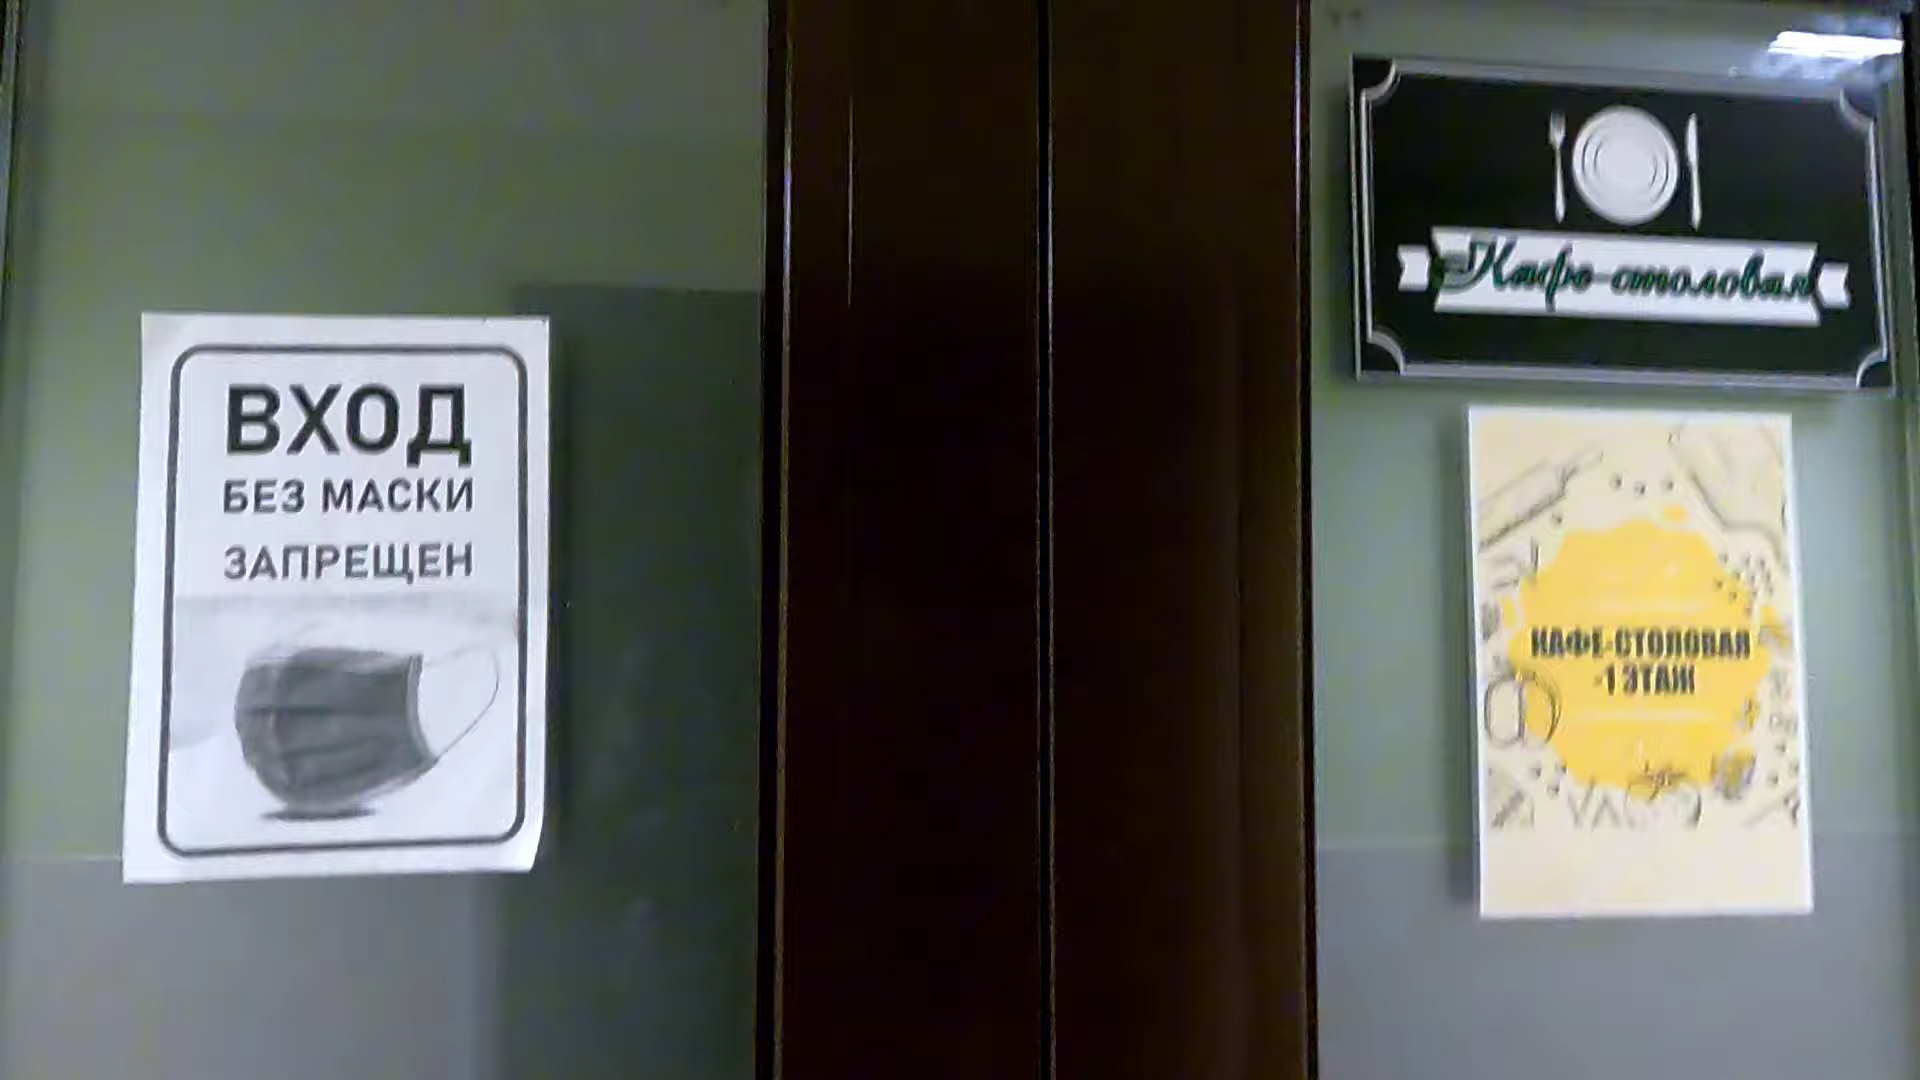 ВХОД
БЕЗ МАСКИ
ЗАПРЕЩЕН
Кафе-столовая
КАФЕ-СТОЛОВАЯ
-1 ЭТАЖ